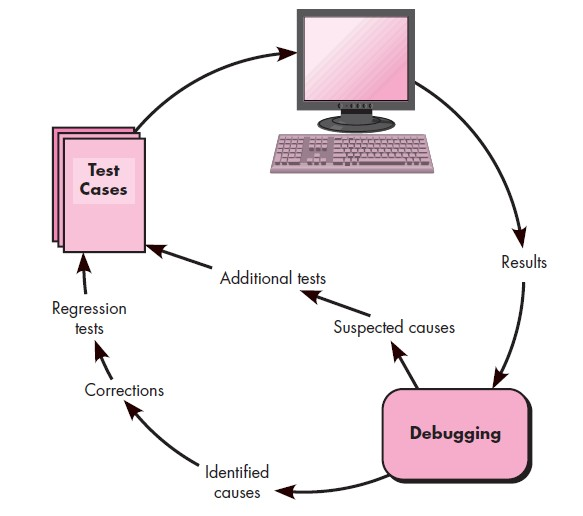 Test
Cases
Results
Additional tests
Suspected causes
Regression
tests
Corrections
Debugging
Identified
causes